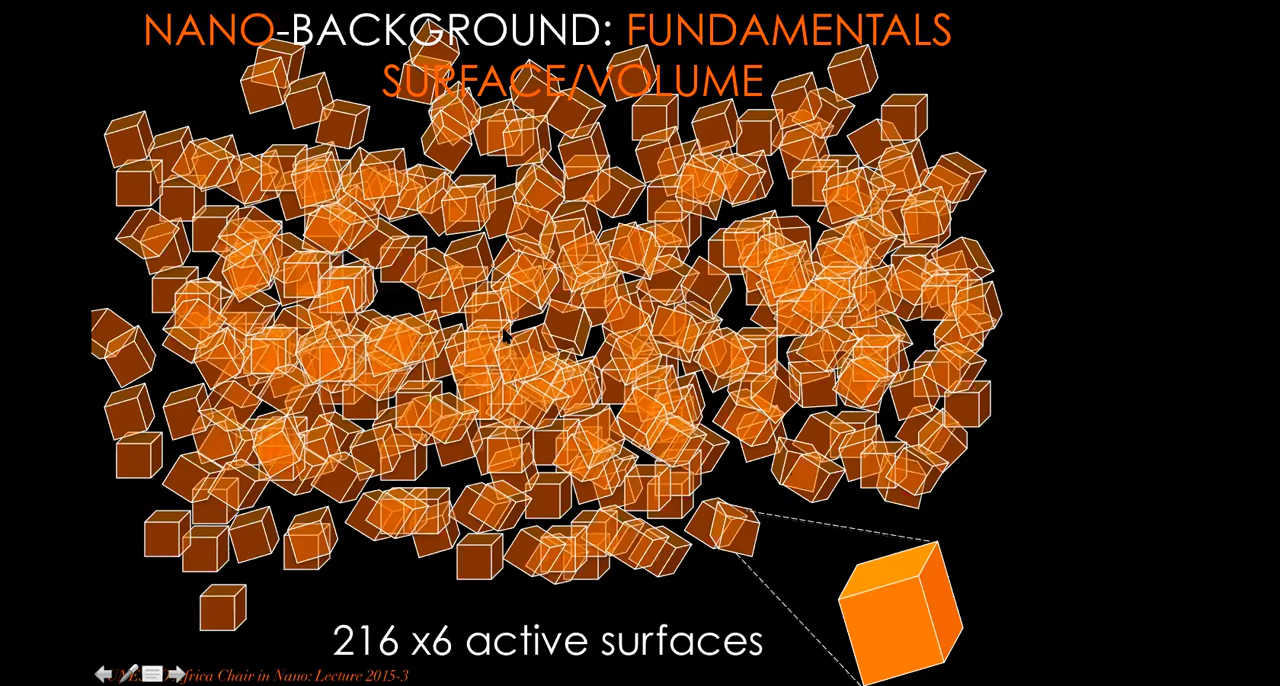 NANO-BACKGROUND: FUNDAMENTALS
SURFACE/VOLUME
216 x6 active surfaces
Africa Chair in Nano: Lecture 2015-3